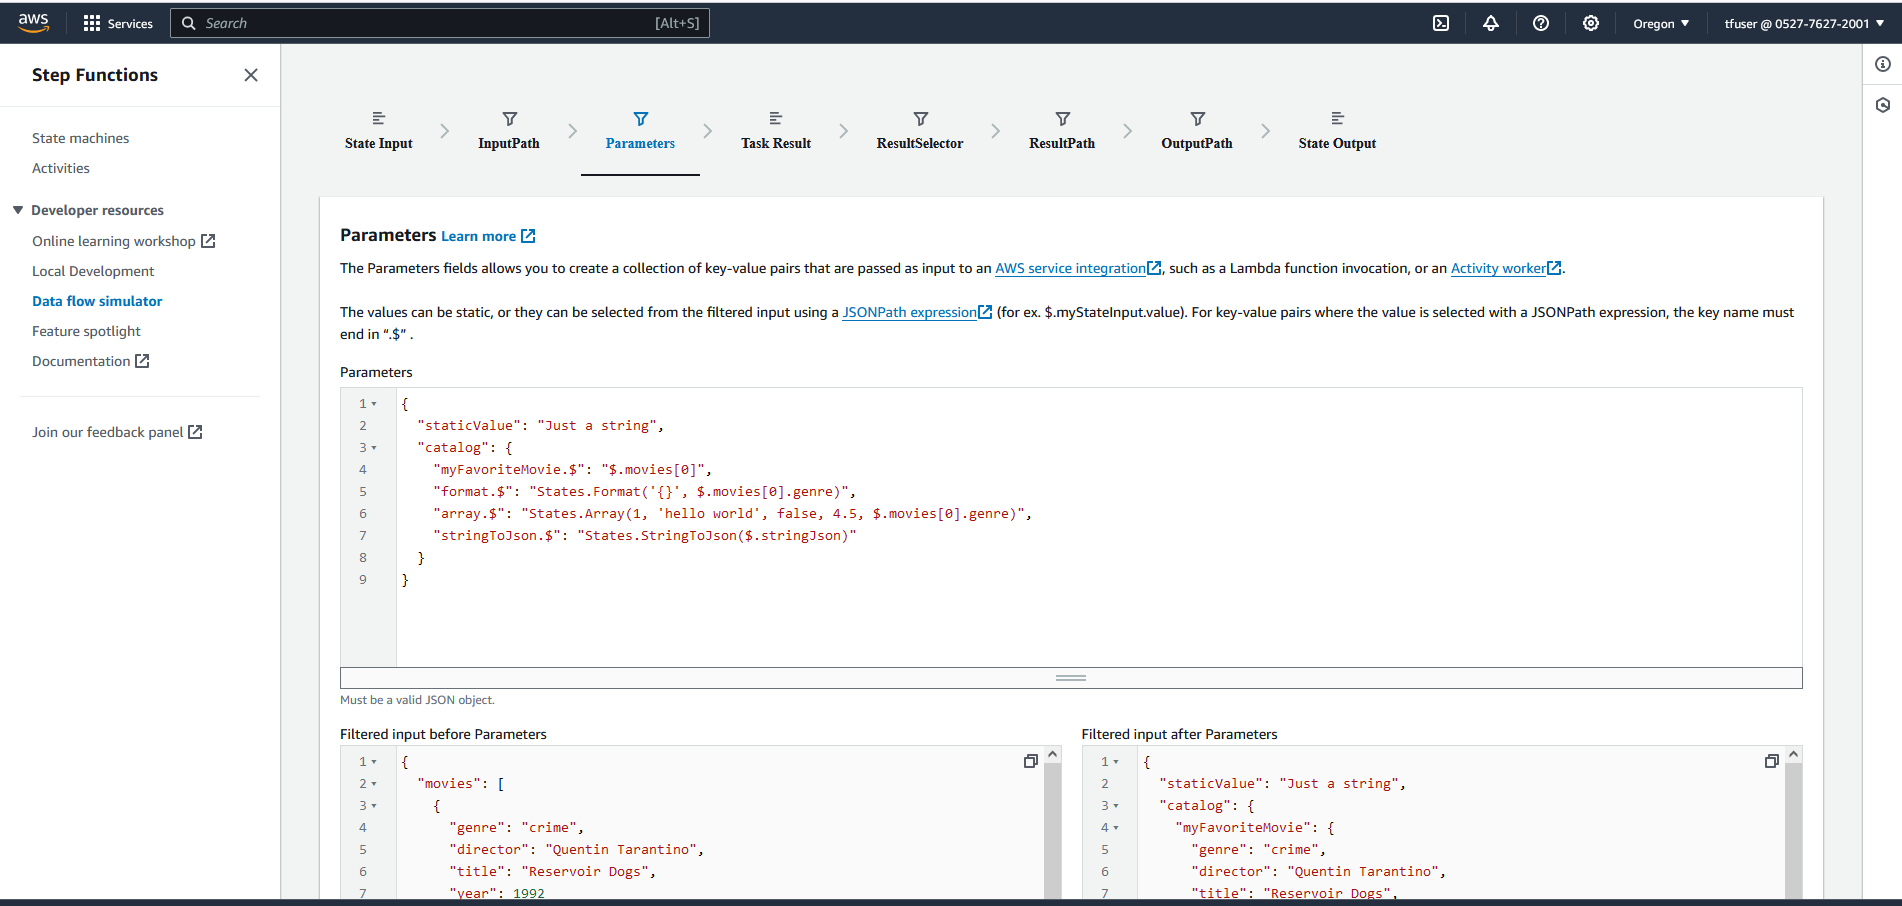 aws
Services
Search
[Alt+S]
Oregon
tfuser @ 0527-7627-2001
Step Functions
State machines
Activities
Developer resources
Online learning workshop
Local Development
Data flow simulator
Feature spotlight
Documentation
Join our feedback panel
State Input
InputPath
Parameters
Task Result
ResultSelector
ResultPath
OutputPath
State Output
Parameters Learn more
The Parameters fields allows you to create a collection of key-value pairs that are passed as input to an AWS service integration, such as a Lambda function invocation, or an Activity worker.
The values can be static, or they can be selected from the filtered input using a JSONPath expression (for ex. $.myStateInput.value). For key-value pairs where the value is selected with a JSONPath expression, the key name must
end in “.$” .
Parameters
1 {
2 "staticValue": "Just a string",
3 "catalog": {
4 "myFavoriteMovie.$": "$.movies[0]",
5 "format.$": "States.Format('{}', $.movies[0].genre)",
6 "array.$": "States.Array(1, 'hello world', false, 4.5, $.movies[0].genre)",
7 "stringToJson.$": "States.StringToJson($.stringJson)"
8 }
9 }
Must be a valid JSON object.
Filtered input before Parameters
1 {
2 "movies": [
3 {
4 "genre": "crime",
5 "director": "Quentin Tarantino",
6 "title": "Reservoir Dogs",
7 "year": 1992
Filtered input after Parameters
1 {
2 "staticValue": "Just a string",
3 "catalog": {
4 "myFavoriteMovie": {
5 "genre": "crime",
6 "director": "Quentin Tarantino",
7 "title": "Reservoir Dogs",